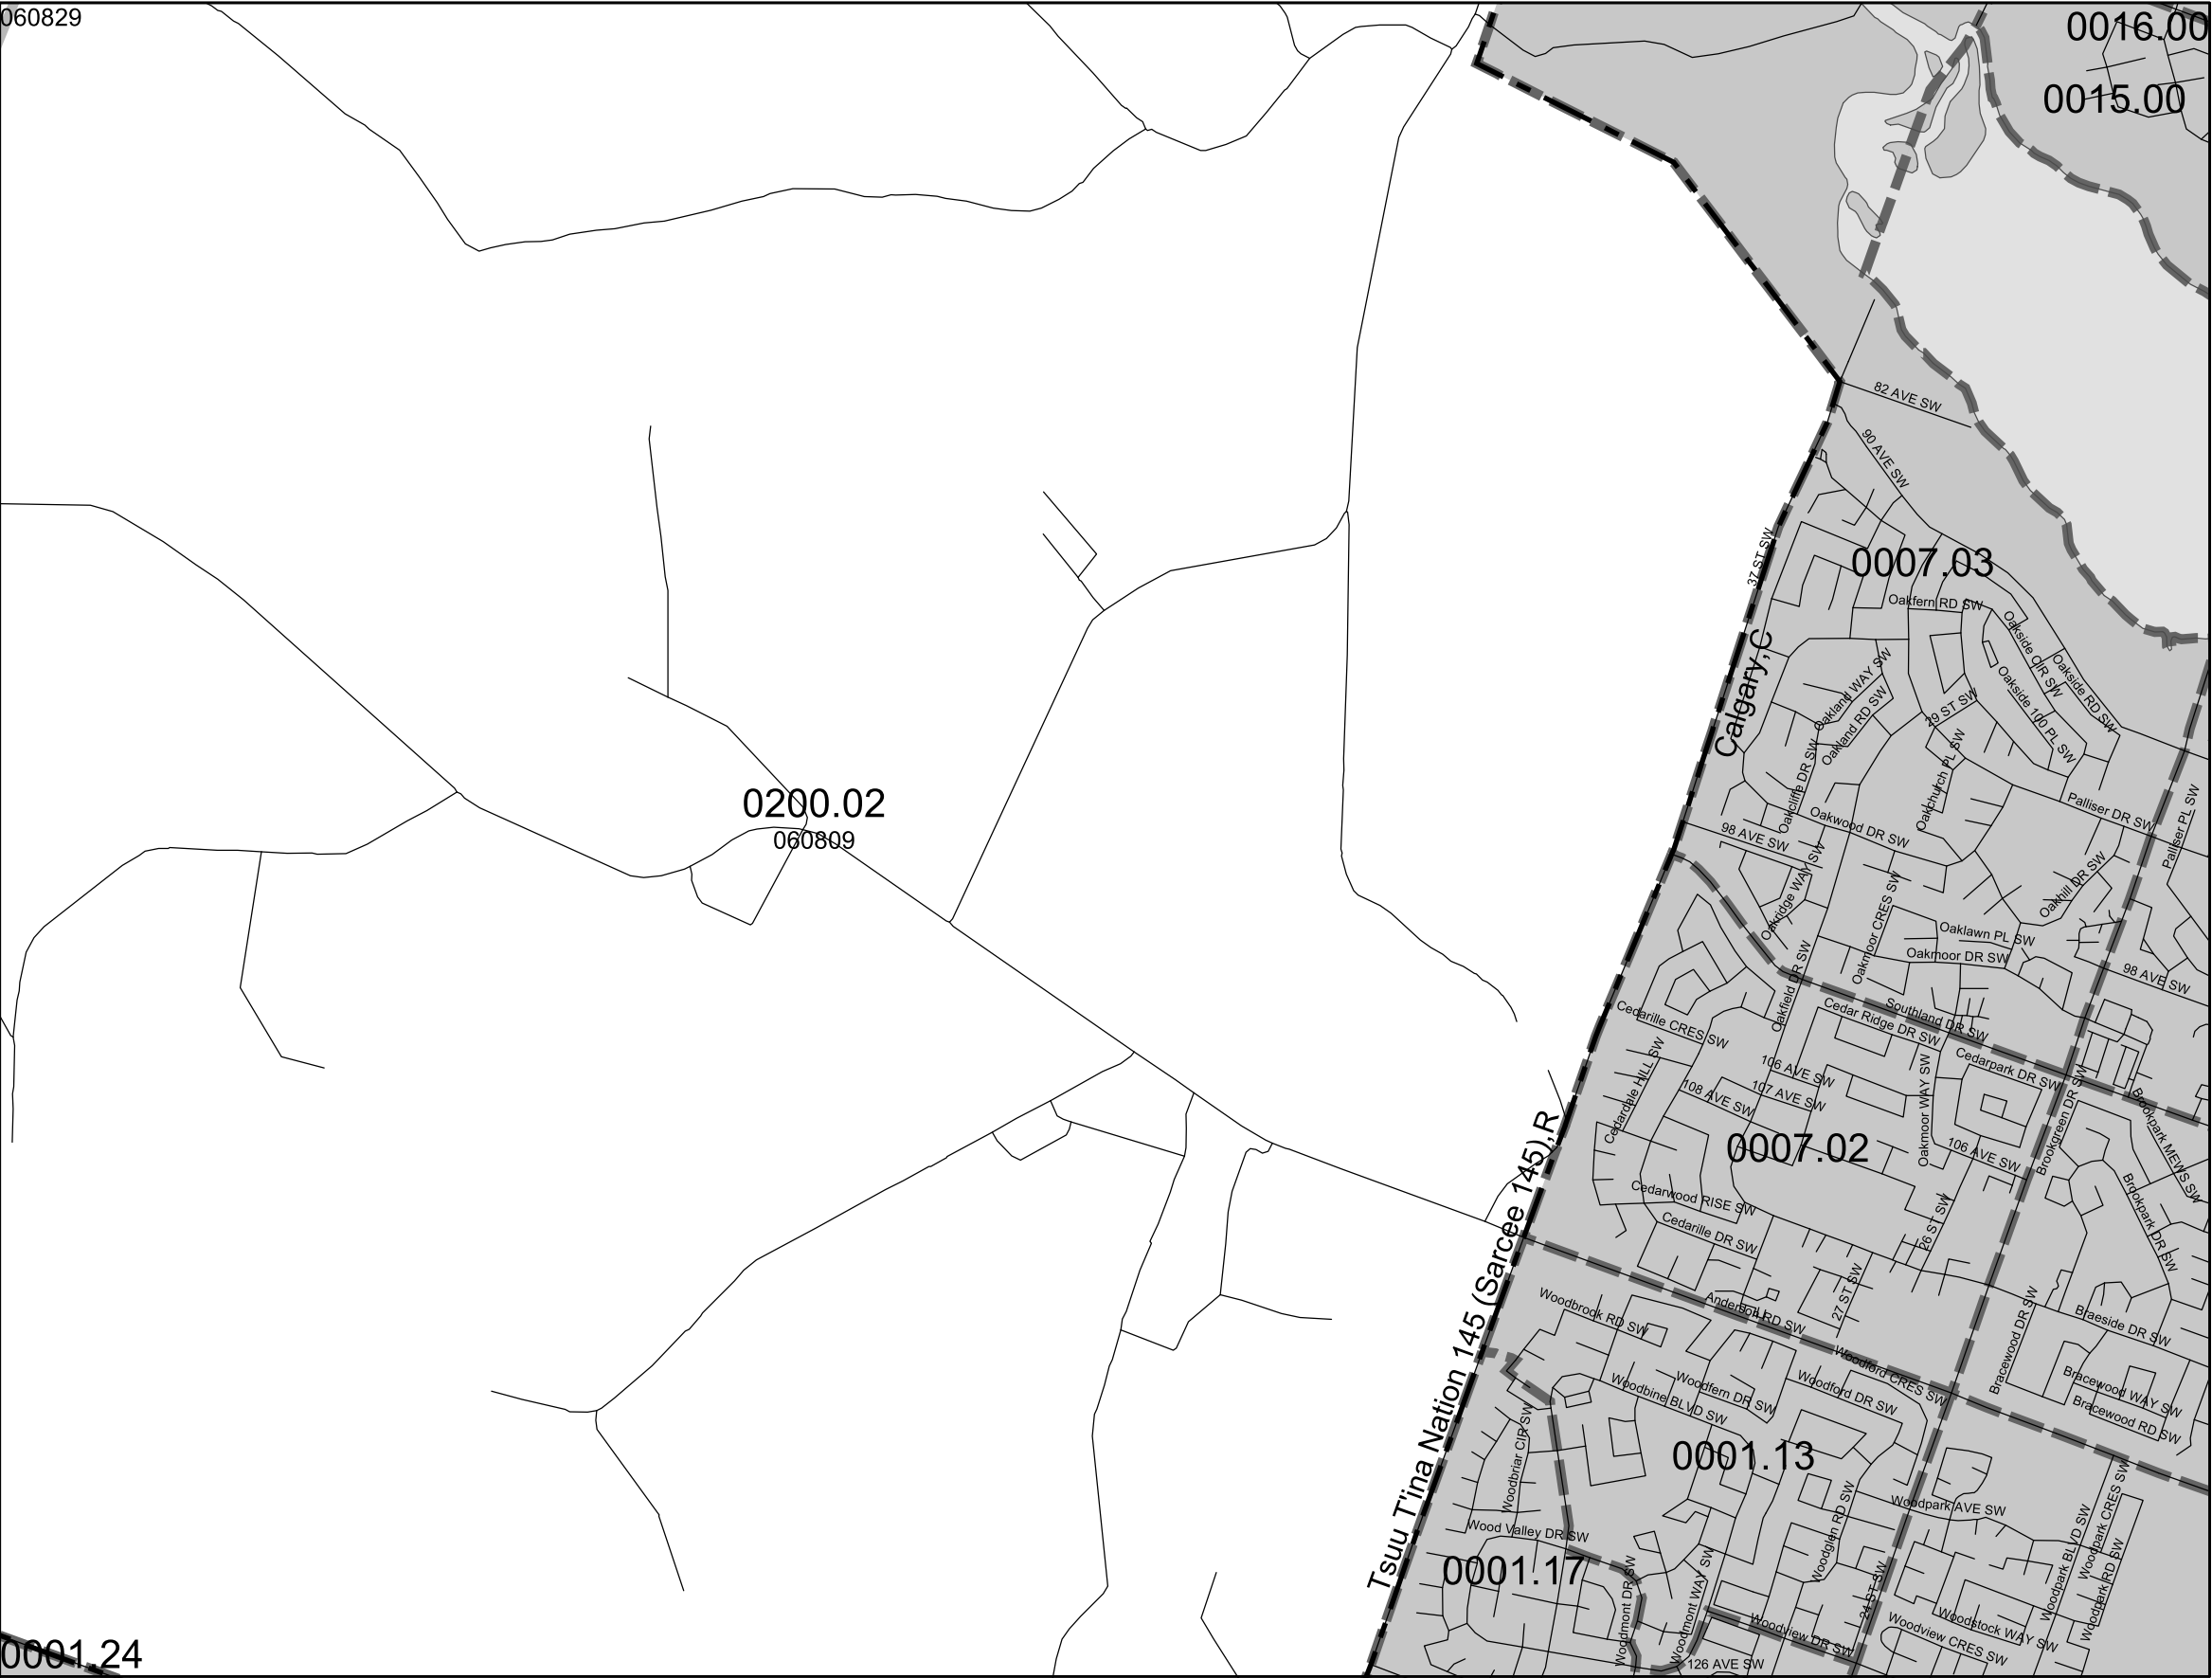 060829
0016.00
0015.00
82 AVE SW
90 AVE SW
37 ST SW
0007.03
Oakfern RD SW
Oakside CIR SW
Oakside RD SW
Calgary,C
Oakland WAY SW
Oakland RD SW
Oakside 100 PL SW
29 ST SW
Oakchurch PL SW
Oakcliffe DR SW
0200.02
060809
Oakwood DR SW
98 AVE SW
Palliser DR SW
Palliser PL SW
Oakridge WAY SW
Oakmoor CRES SW
Oakhill DR SW
Oaklawn PL SW
Oakmoor DR SW
98 AVE SW
Oakfield DR SW
Southland DR SW
Cedar Ridge DR SW
Cedarille CRES SW
Cedardale HILL SW
106 AVE SW
107 AVE SW
108 AVE SW
Oakmoor WAY SW
Cedarpark DR SW
Brookgreen DR SW
Brookpark MEWS SW
0007.02
106 AVE SW
Brookpark DR SW
Cedarwood RISE SW
Cedarille DR SW
26 ST SW
27 ST SW
Tsuu T'ina Nation 145 (Sarcee 145),R
Woodbrook RD SW
Anderson RD SW
Braeside DR SW
Bracewood DR SW
Woodford CRES SW
Woodford DR SW
Woodfern DR SW
Woodbine BLVD SW
Bracewood WAY SW
Bracewood RD SW
Woodbriar CIR SW
0001.13
Woodpark AVE SW
Woodpark CRES SW
Woodpark BLVD SW
Woodpark RD SW
Woodglen RD SW
Wood Valley DR SW
0001.17
Woodmont DR SW
Woodmont WAY SW
24 ST SW
Woodview DR SW
Woodview CRES SW
Woodstock WAY SW
126 AVE SW
0001.24